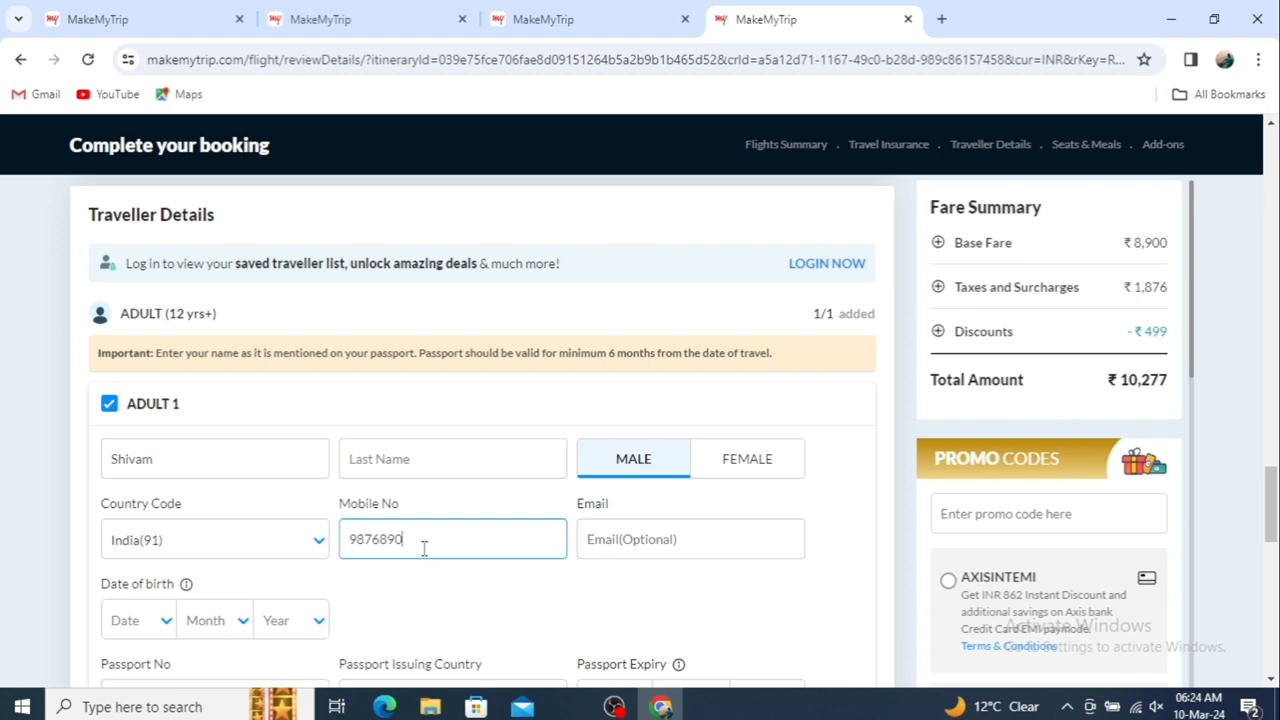 MakeMyTrip
MakeMyTrip
MakeMyTrip
MakeMyTrip
makemytrip.com/flight/reviewDetails/?itineraryId=039e75fce706fae8d09151264b5a2b9b1b465d52&crId=a5a12d71-1167-49c0-b28d-989c86157458&cur=INR&rKey=R...
Gmail
YouTube
Maps
All Bookmarks
Complete your booking
Flights Summary . Travel Insurance . Traveller Details . Seats & Meals . Add-ons
Traveller Details
Log in to view your saved traveller list, unlock amazing deals & much more!
LOGIN NOW
ADULT (12 yrs+)
1/1 added
Important: Enter your name as it is mentioned on your passport. Passport should be valid for minimum 6 months from the date of travel.
ADULT 1
Shivam
Last Name
MALE
FEMALE
Country Code
Mobile No
Email
India(91)
9876890
Email(Optional)
Date of birth
Date
Month
Year
Passport No
Passport Issuing Country
Passport Expiry
Fare Summary
Base Fare
₹ 8,900
Taxes and Surcharges
₹ 1,876
Discounts
- ₹ 499
Total Amount
₹ 10,277
PROMO CODES
Enter promo code here
AXISINTEMI
Get INR 862 Instant Discount and
additional savings on Axis bank
Credit Card EMI paymode.
Terms & Conditions
Activate Windows
Go to Settings to activate Windows.
Type here to search
12°C Clear
06:24 AM
10-Mar-24
2